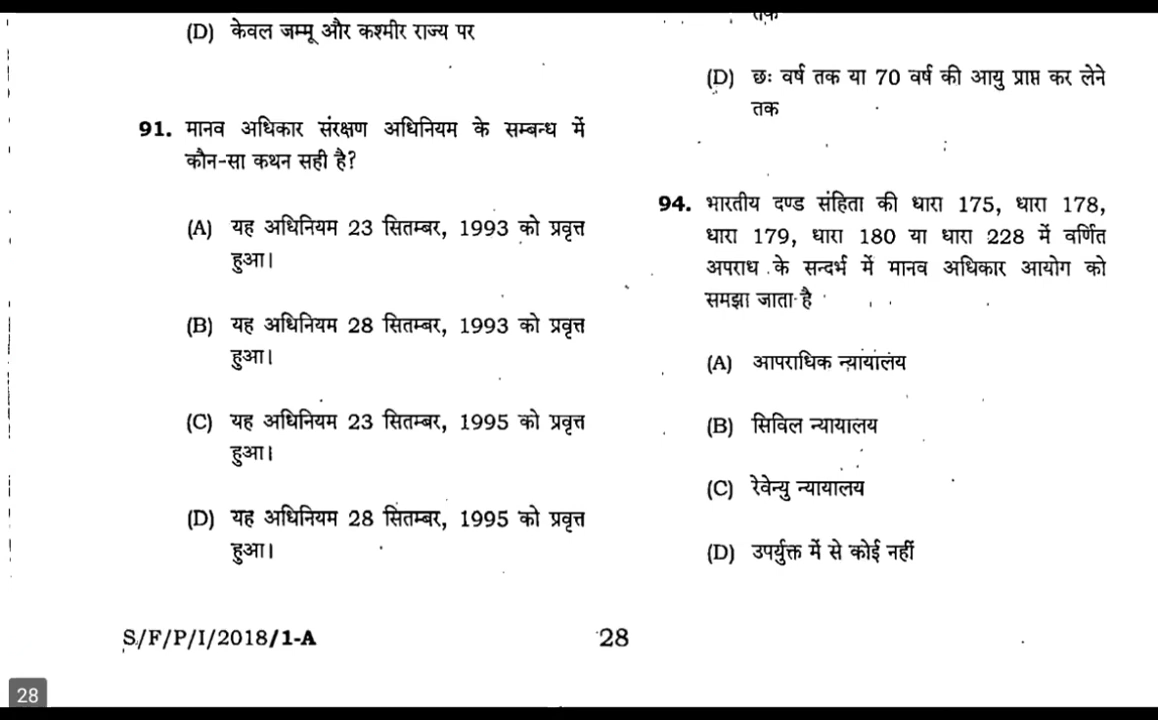 (D) केवल जम्मू और कश्मीर राज्य पर
91. मानव अधिकार संरक्षण अधिनियम के सम्बन्ध में
कौन-सा कथन सही है?
(A) यह अधिनियम 23 सितम्बर, 1993 को प्रवृत्त
हुआ।
(B) यह अधिनियम 28 सितम्बर, 1993 को प्रवृत्त
हुआ।
(C) यह अधिनियम 23 सितम्बर, 1995 को प्रवृत्त
हुआ।
(D) यह अधिनियम 28 सितम्बर, 1995 को प्रवृत्त
हुआ।
तक
(D) छः वर्ष तक या 70 वर्ष की आयु प्राप्त कर लेने
तक
94. भारतीय दण्ड संहिता की धारा 175, धारा 178,
धारा 179, धारा 180 या धारा 228 में वर्णित
अपराध के सन्दर्भ में मानव अधिकार आयोग को
समझा जाता है
(A) आपराधिक न्यायालय
(B) सिविल न्यायालय
(C) रेवेन्यु न्यायालय
(D) उपर्युक्त में से कोई नहीं
S/F/P/I/2018/1-A
28
28